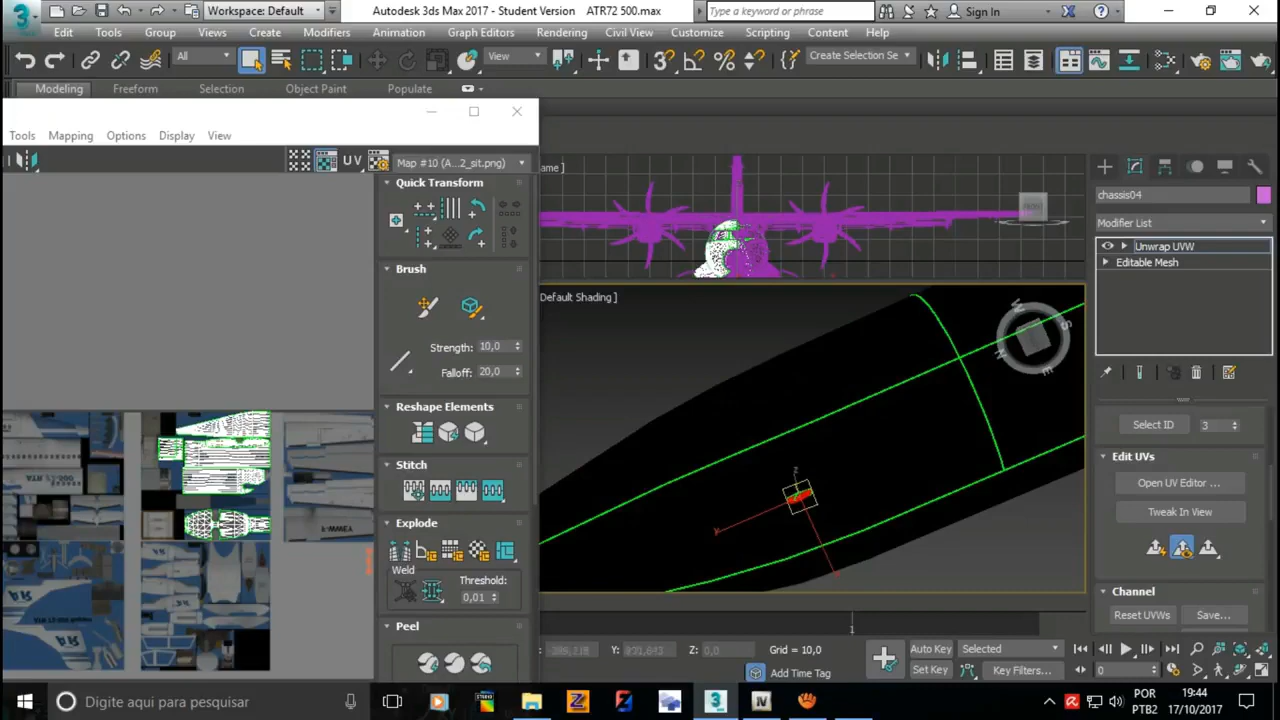 Workspace: Default
Autodesk 3ds Max 2017 - Student Version ATR72 500.max
Type a keyword or phrase
Sign In
Edit Tools Group Views Create Modifiers Animation Graph Editors Rendering Civil View Customize Scripting Content Help
All
View
Create Selection Se
Modeling Freeform Selection Object Paint Populate
Tools Mapping Options Display View
UV
Map #10 (A...2_sit.png)
Quick Transform
Brush
Strength: 10,0
Falloff: 20,0
Reshape Elements
Stitch
Explode
Weld
Threshold:
0,01
Peel
ame ]
FRONT
Default Shading ]
W
S
N
E
z
y
chassis04
Modifier List
Unwrap UVW
Editable Mesh
Select ID 3
Edit UVs
Open UV Editor ...
Tweak In View
Channel
Reset UVWs Save...
1
Y:
Z: 0,0
Grid = 10,0
Add Time Tag
Auto Key Selected
Set Key Key Filters...
0
Digite aqui para pesquisar
POR
PTB2
19:44
17/10/2017